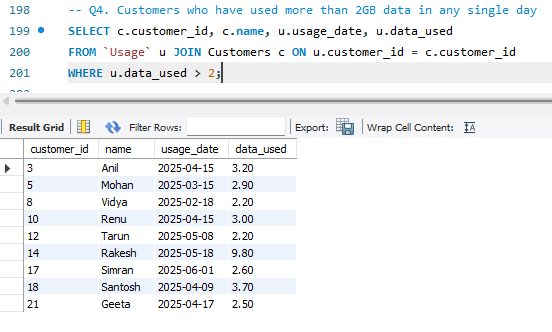 198 -- Q4. Customers who have used more than 2GB data in any single day
199 SELECT c.customer_id, c.name, u.usage_date, u.data_used
200 FROM `Usage` u JOIN Customers c ON u.customer_id = c.customer_id
201 WHERE u.data_used > 2;
Result Grid Filter Rows: Export: Wrap Cell Content: IA
customer_id name usage_date data_used
3 Anil 2025-04-15 3.20
5 Mohan 2025-03-15 2.90
8 Vidya 2025-02-18 2.20
10 Renu 2025-04-15 3.00
12 Tarun 2025-05-08 2.20
14 Rakesh 2025-05-18 9.80
17 Simran 2025-06-01 2.60
18 Santosh 2025-04-09 3.70
21 Geeta 2025-04-17 2.50